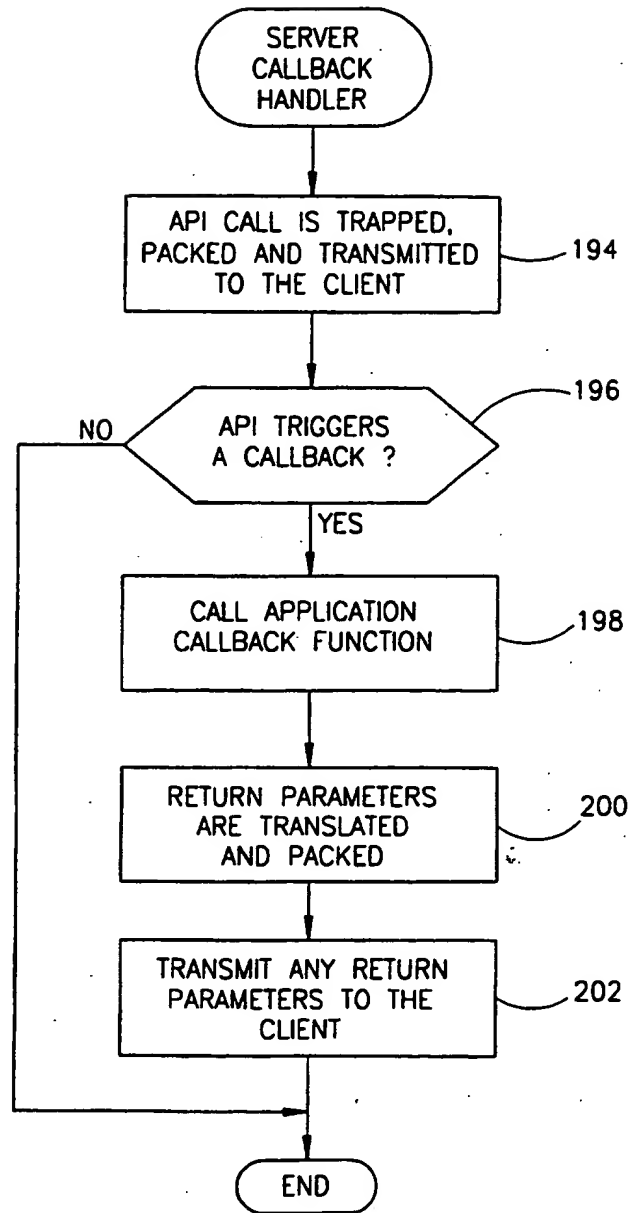 SERVER
CALLBACK
HANDLER
API CALL IS TRAPPED,
PACKED AND TRANSMITTED
TO THE CLIENT
194
API TRIGGERS
A CALLBACK ?
196
NO
YES
CALL APPLICATION
CALLBACK FUNCTION
198
RETURN PARAMETERS
ARE TRANSLATED
AND PACKED
200
TRANSMIT ANY RETURN
PARAMETERS TO THE
CLIENT
202
END